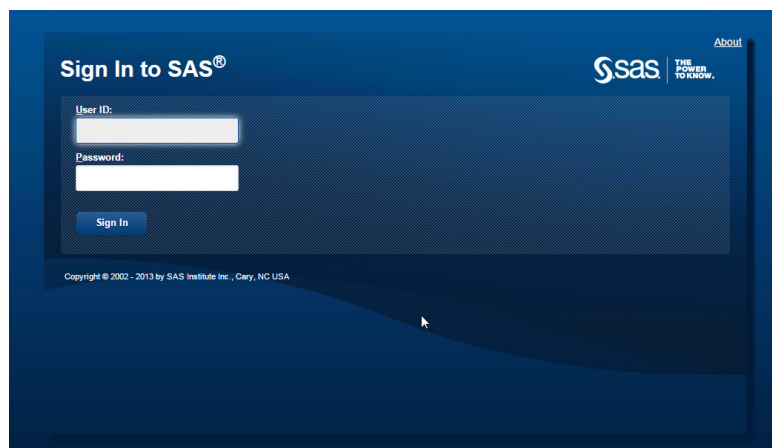 About
Sign In to SAS®
sas THE POWER TO KNOW.
User ID:
Password:
Sign In
Copyright © 2002 - 2013 by SAS Institute Inc., Cary, NC USA